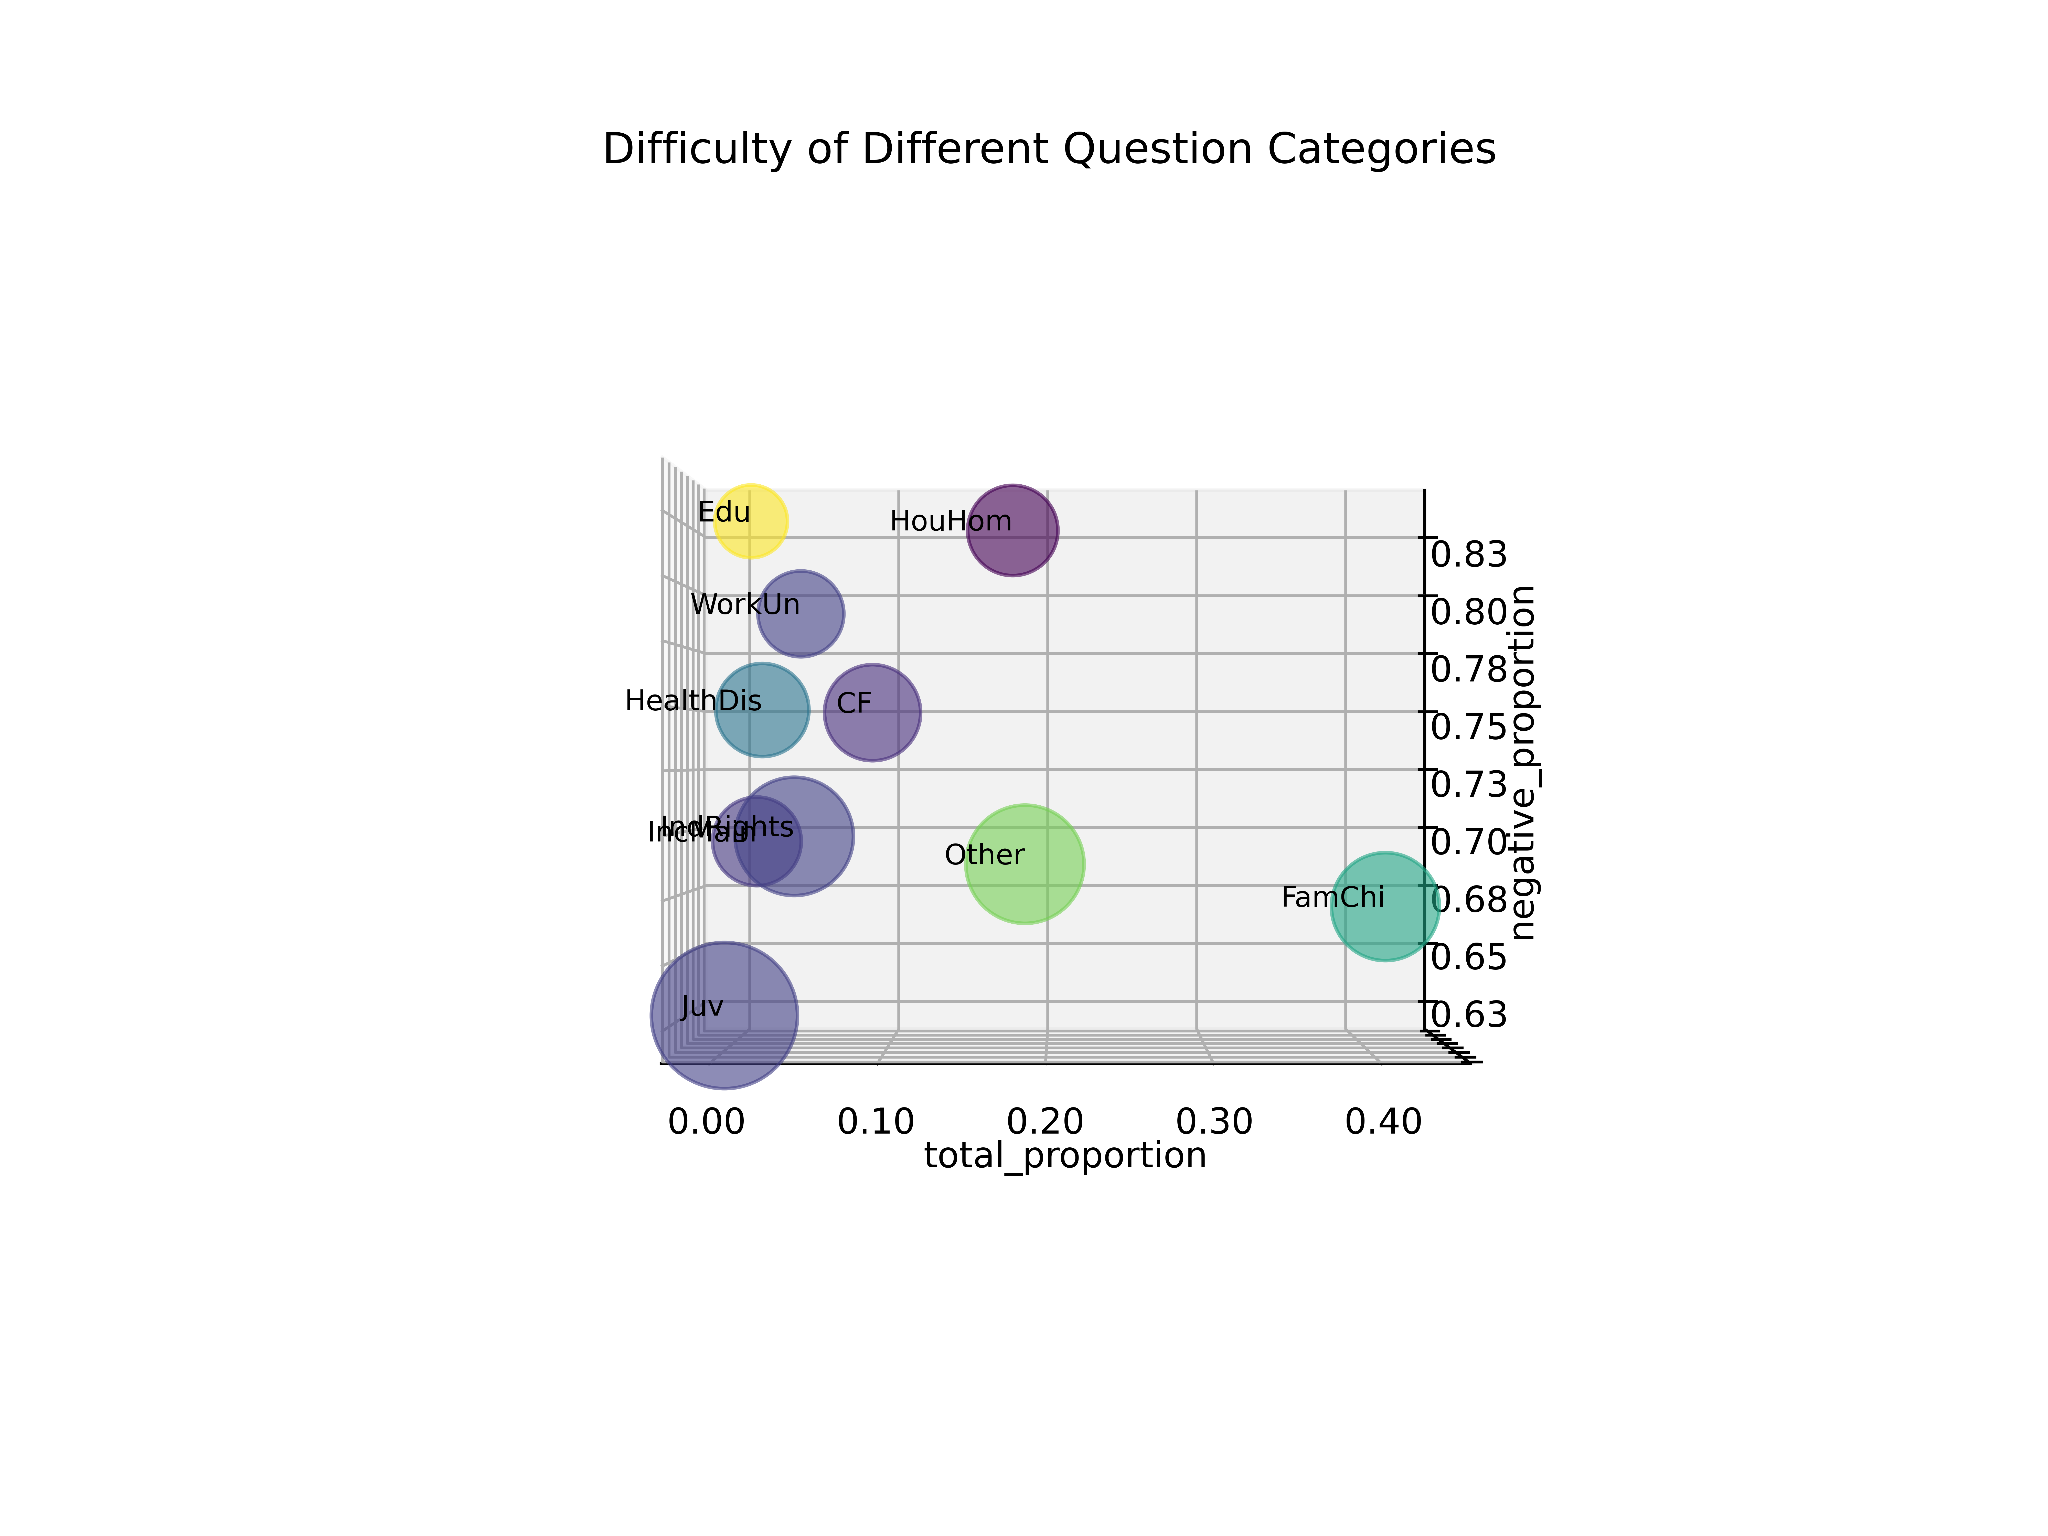 Difficulty of Different Question Categories
Edu
HouHom
0.83
WorkUn
0.80
0.78
HealthDis
CF
0.75
0.73
IndRights
IncMain
0.70
Other
FamChi
0.68
0.65
Juv
0.63
negative_proportion
0.00 0.10 0.20 0.30 0.40
total_proportion